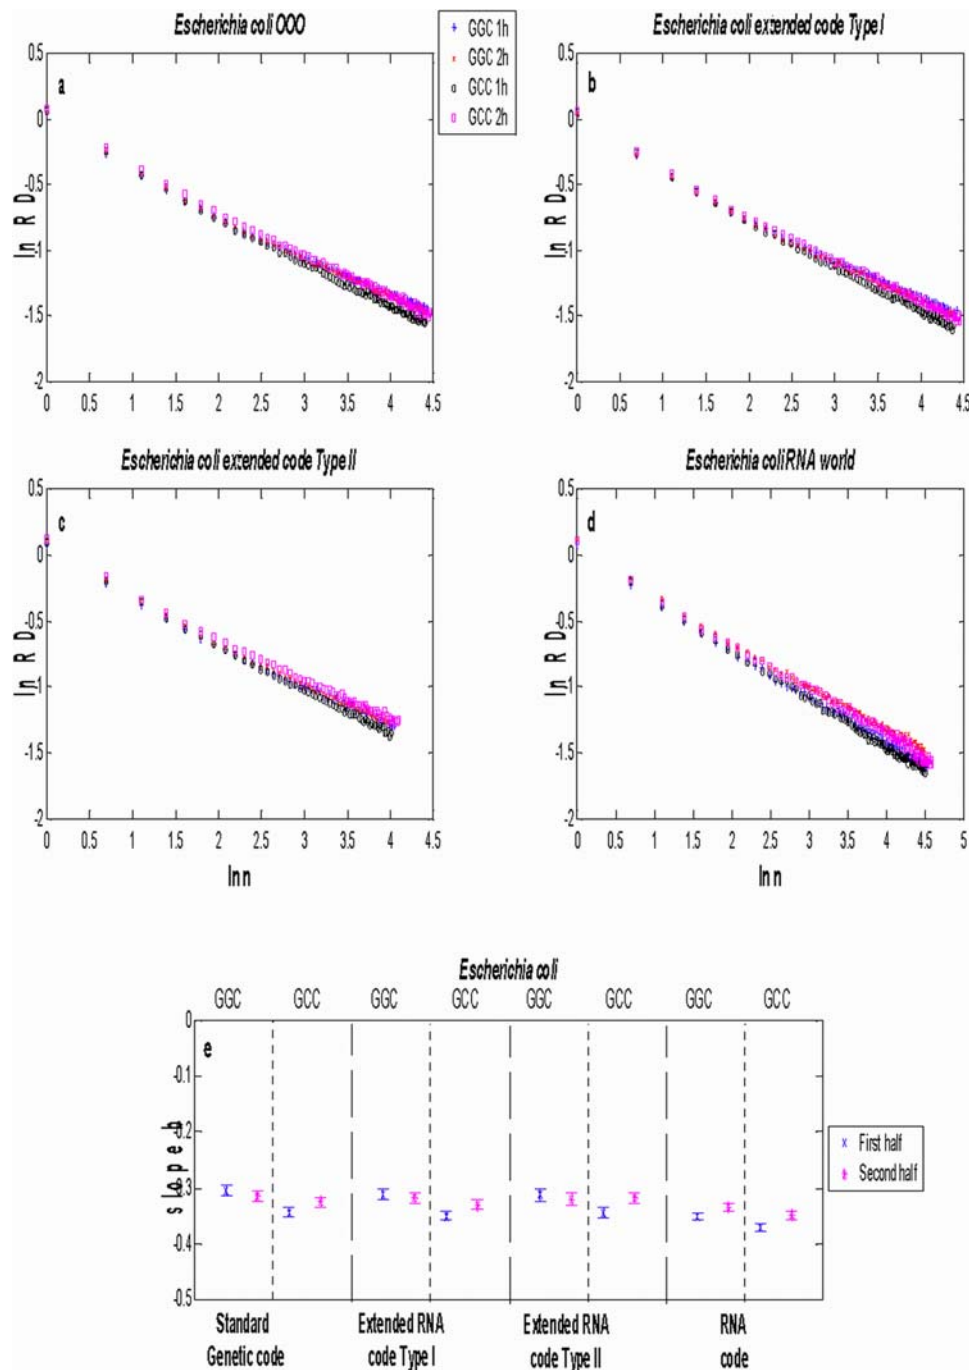 Escherichia coli OOO
Escherichia coli extended code Type I
GGC 1h
GGC 2h
GCC 1h
GCC 2h
a
0.5
0
-0.5
-1
-1.5
-2
ln R D
0 0.5 1 1.5 2 2.5 3 3.5 4 4.5
b
0.5
0
-0.5
-1
-1.5
-2
ln R D
0 0.5 1 1.5 2 2.5 3 3.5 4 4.5
Escherichia coli extended code Type II
Escherichia coli RNA world
c
0.5
0
-0.5
-1
-1.5
-2
ln R D
0 0.5 1 1.5 2 2.5 3 3.5 4 4.5
ln n
d
0.5
0
-0.5
-1
-1.5
-2
ln R D
0 0.5 1 1.5 2 2.5 3 3.5 4 4.5 5
ln n
Escherichia coli
GGC GCC GGC GCC GGC GCC GGC GCC
e
0
-0.1
-0.2
-0.3
-0.4
-0.5
slope b
First half
Second half
Standard Genetic code
Extended RNA code Type I
Extended RNA code Type II
RNA code